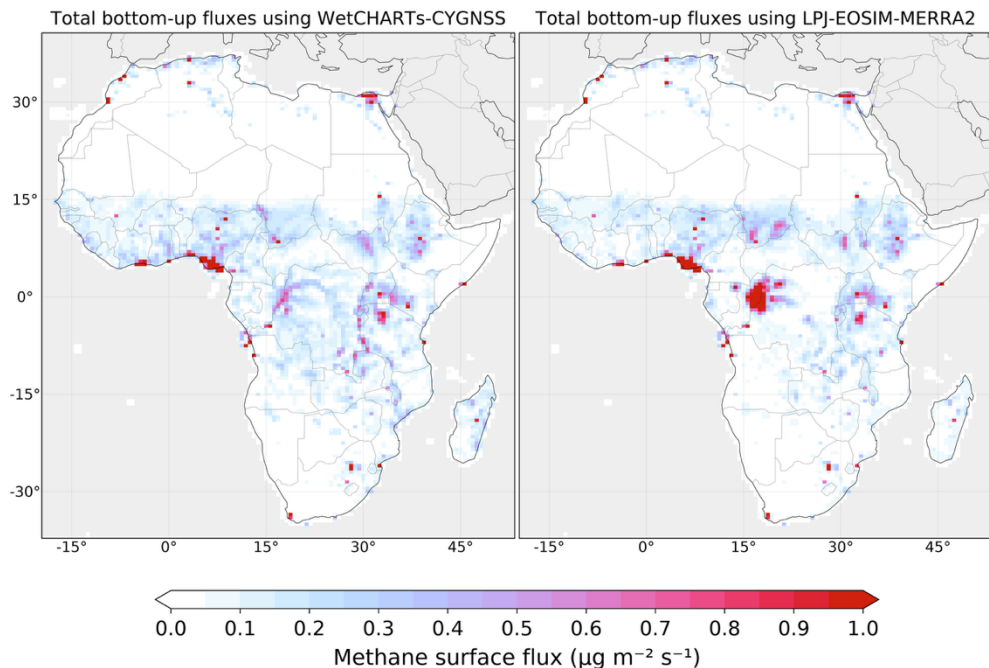 Total bottom-up fluxes using WetCHARTs-CYGNSS
Total bottom-up fluxes using LPJ-EOSIM-MERRA2
30°
15°
0°
-15°
-30°
-15° 0° 15° 30° 45°
-15° 0° 15° 30° 45°
0.0 0.1 0.2 0.3 0.4 0.5 0.6 0.7 0.8 0.9 1.0
Methane surface flux (µg m⁻² s⁻¹)